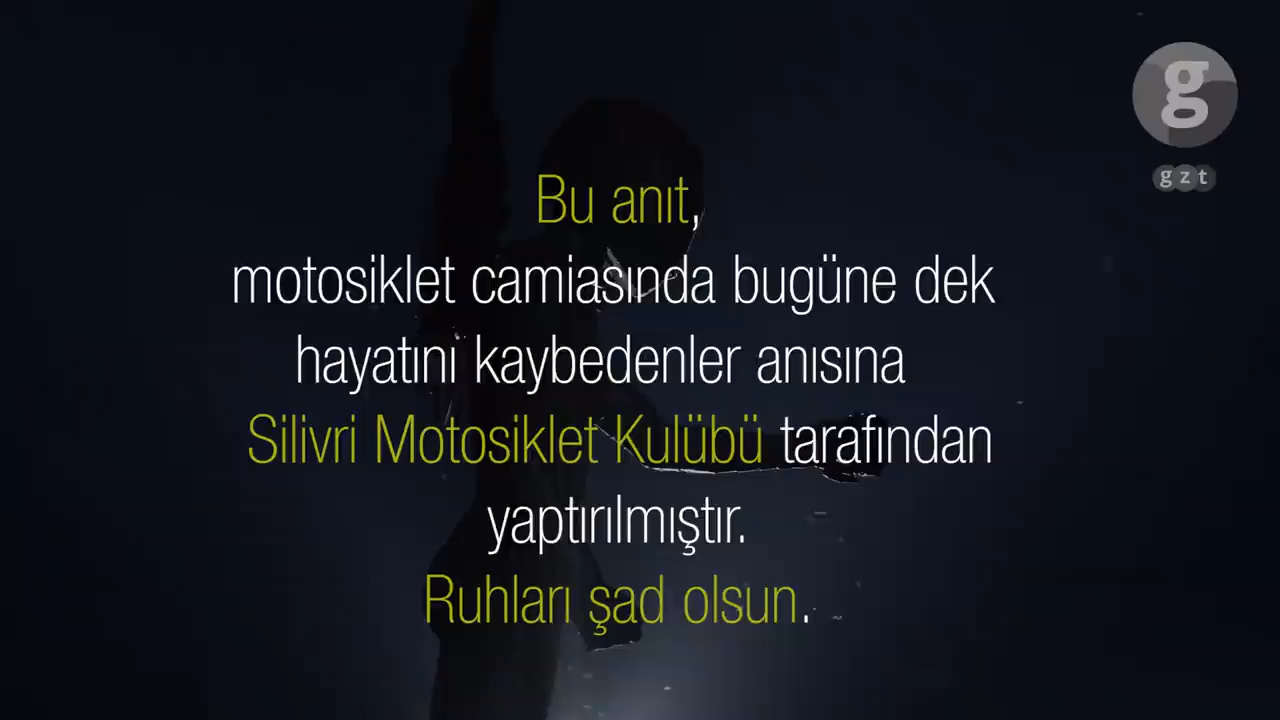 g
gzt
Bu anıt,
motosiklet camiasında bugüne dek
hayatını kaybedenler anısına
Silivri Motosiklet Kulübü tarafından
yaptırılmıştır.
Ruhları şad olsun.